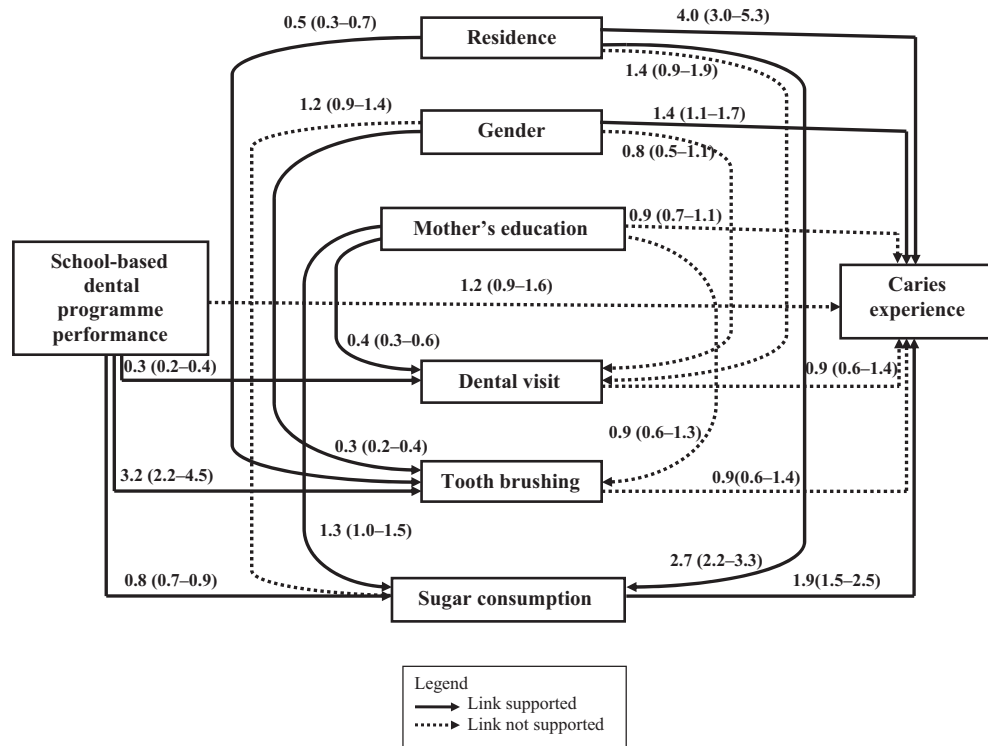 4.0 (3.0–5.3)
0.5 (0.3–0.7)
Residence
1.4 (0.9–1.9)
1.2 (0.9–1.4)
1.4 (1.1–1.7)
Gender
0.8 (0.5–1.1)
0.9 (0.7–1.1)
Mother’s education
School-based
dental
programme
performance
1.2 (0.9–1.6)
Caries
experience
0.4 (0.3–0.6)
0.3 (0.2–0.4)
Dental visit
0.9 (0.6–1.4)
0.9 (0.6–1.3)
0.3 (0.2–0.4)
3.2 (2.2–4.5)
Tooth brushing
0.9(0.6–1.4)
1.3 (1.0–1.5)
2.7 (2.2–3.3)
0.8 (0.7–0.9)
Sugar consumption
1.9(1.5–2.5)
Legend
Link supported
Link not supported